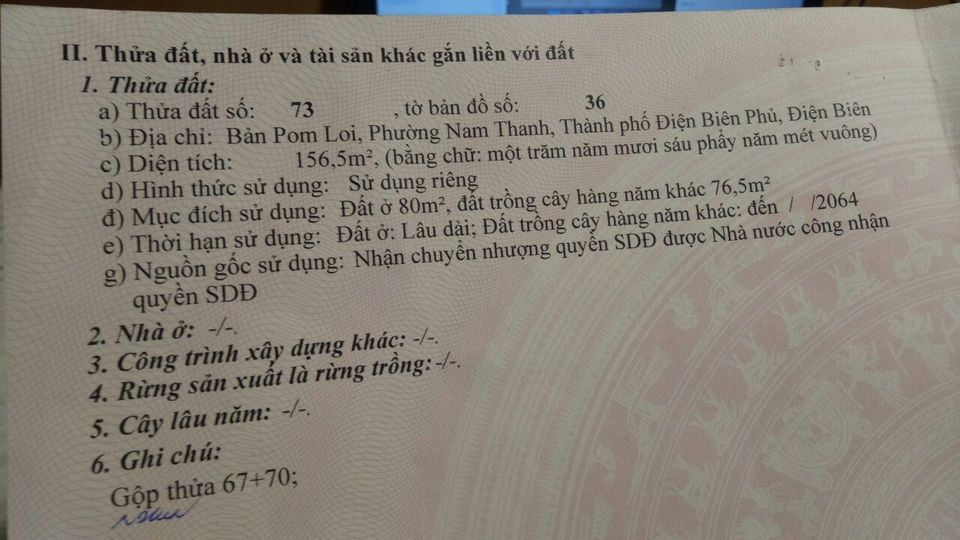 II. Thửa đất, nhà ở và tài sản khác gắn liền với đất
1. Thửa đất:
a) Thửa đất số: 73 , tờ bản đồ số: 36
b) Địa chỉ: Bản Pom Loi, Phường Nam Thanh, Thành phố Điện Biên Phủ, Điện Biên
c) Diện tích: 156,5m², (bằng chữ: một trăm năm mươi sáu phẩy năm mét vuông)
d) Hình thức sử dụng: Sử dụng riêng
đ) Mục đích sử dụng: Đất ở 80m², đất trồng cây hàng năm khác 76,5m²
e) Thời hạn sử dụng: Đất ở: Lâu dài; Đất trồng cây hàng năm khác: đến / /2064
g) Nguồn gốc sử dụng: Nhận chuyển nhượng quyền SDĐ được Nhà nước công nhận
quyền SDĐ
2. Nhà ở: -/-.
3. Công trình xây dựng khác: -/-.
4. Rừng sản xuất là rừng trồng: -/-.
5. Cây lâu năm: -/-.
6. Ghi chú:
Gộp thửa 67+70;